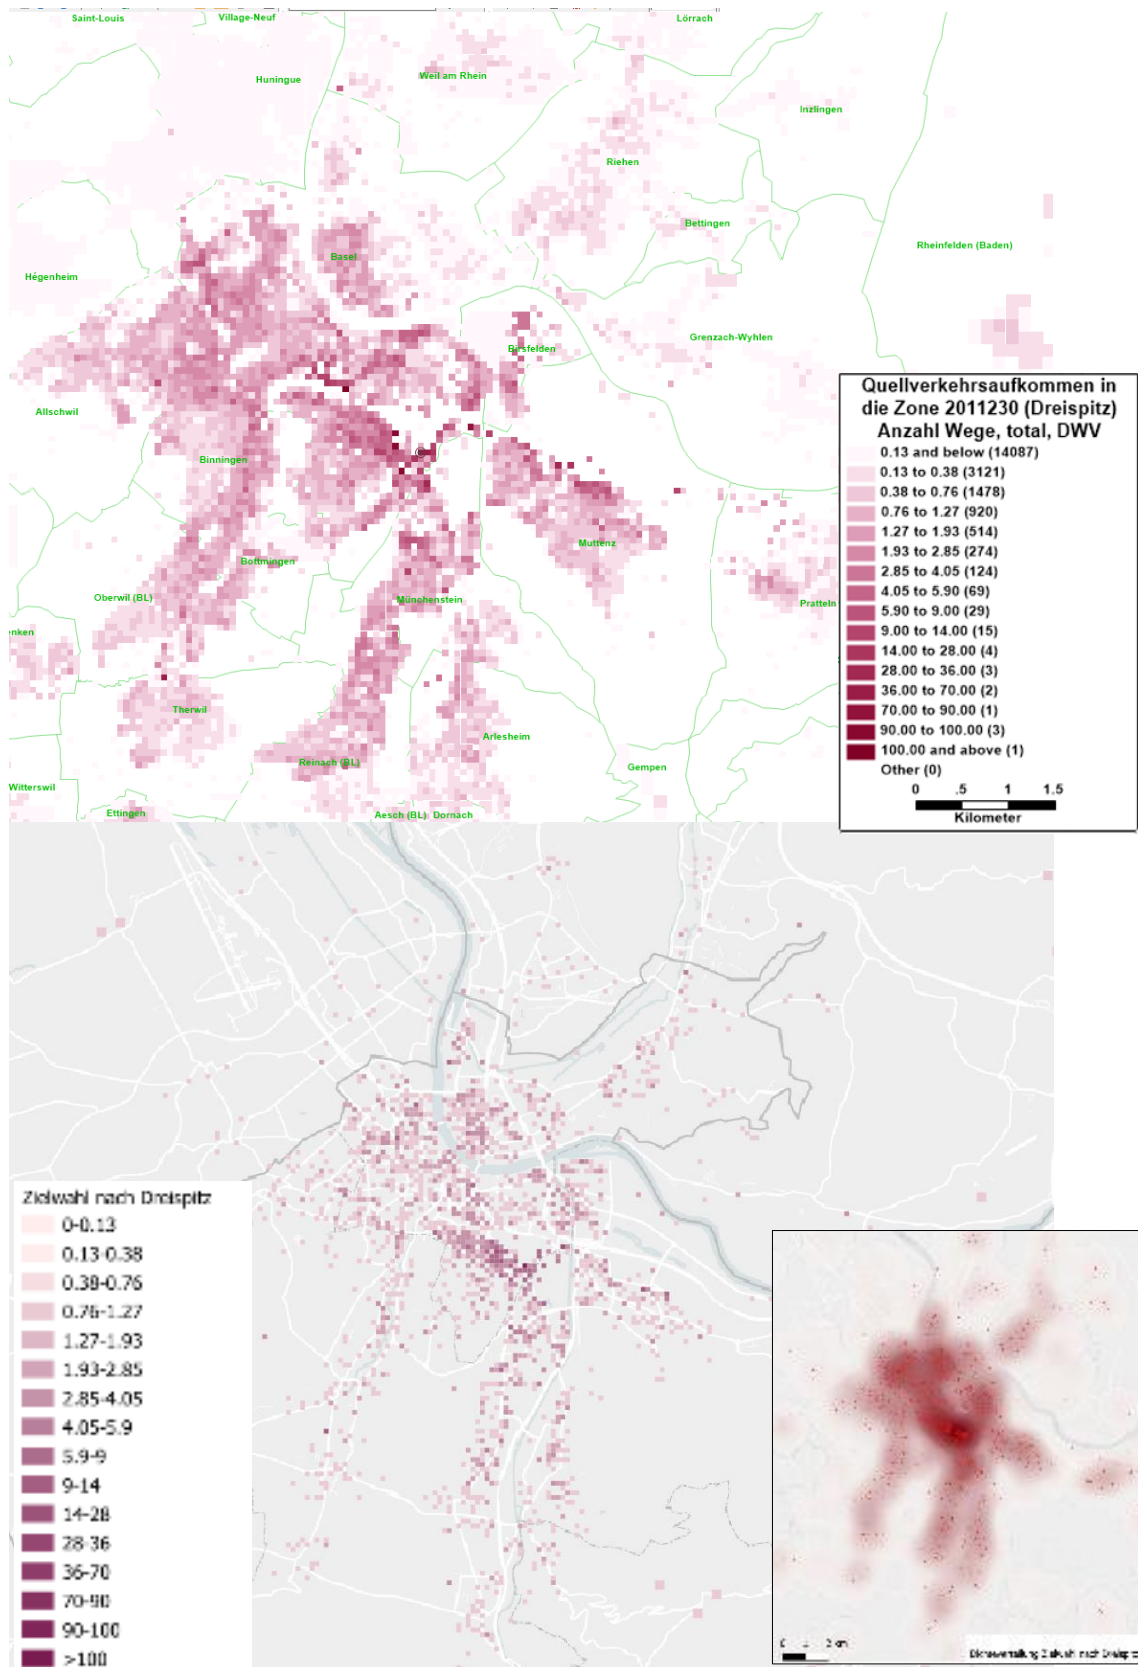 Saint-Louis
Village-Neuf
Lörrach
Huningue
Weil am Rhein
Inzlingen
Riehen
Bettingen
Rheinfelden (Baden)
Basel
Hégenheim
Grenzach-Wyhlen
Birsfelden
Allschwil
Binningen
Muttenz
Bottmingen
Oberwil (BL)
Münchenstein
Pratteln
enken
Therwil
Arlesheim
Reinach (BL)
Gempen
Witterswil
Ettingen
Aesch (BL)
Dornach
Quellverkehrsaufkommen in
die Zone 2011230 (Dreispitz)
Anzahl Wege, total, DWV
0.13 and below (14087)
0.13 to 0.38 (3121)
0.38 to 0.76 (1478)
0.76 to 1.27 (920)
1.27 to 1.93 (514)
1.93 to 2.85 (274)
2.85 to 4.05 (124)
4.05 to 5.90 (69)
5.90 to 9.00 (29)
9.00 to 14.00 (15)
14.00 to 28.00 (4)
28.00 to 36.00 (3)
36.00 to 70.00 (2)
70.00 to 90.00 (1)
90.00 to 100.00 (3)
100.00 and above (1)
Other (0)
0 .5 1 1.5
Kilometer
Zielwahl nach Dreispitz
0-0.13
0.13-0.38
0.38-0.76
0.76-1.27
1.27-1.93
1.93-2.85
2.85-4.05
4.05-5.9
5.9-9
9-14
14-28
28-36
36-70
70-90
90-100
>100
0 1 2 km
Zielwahl nach Dreispitz